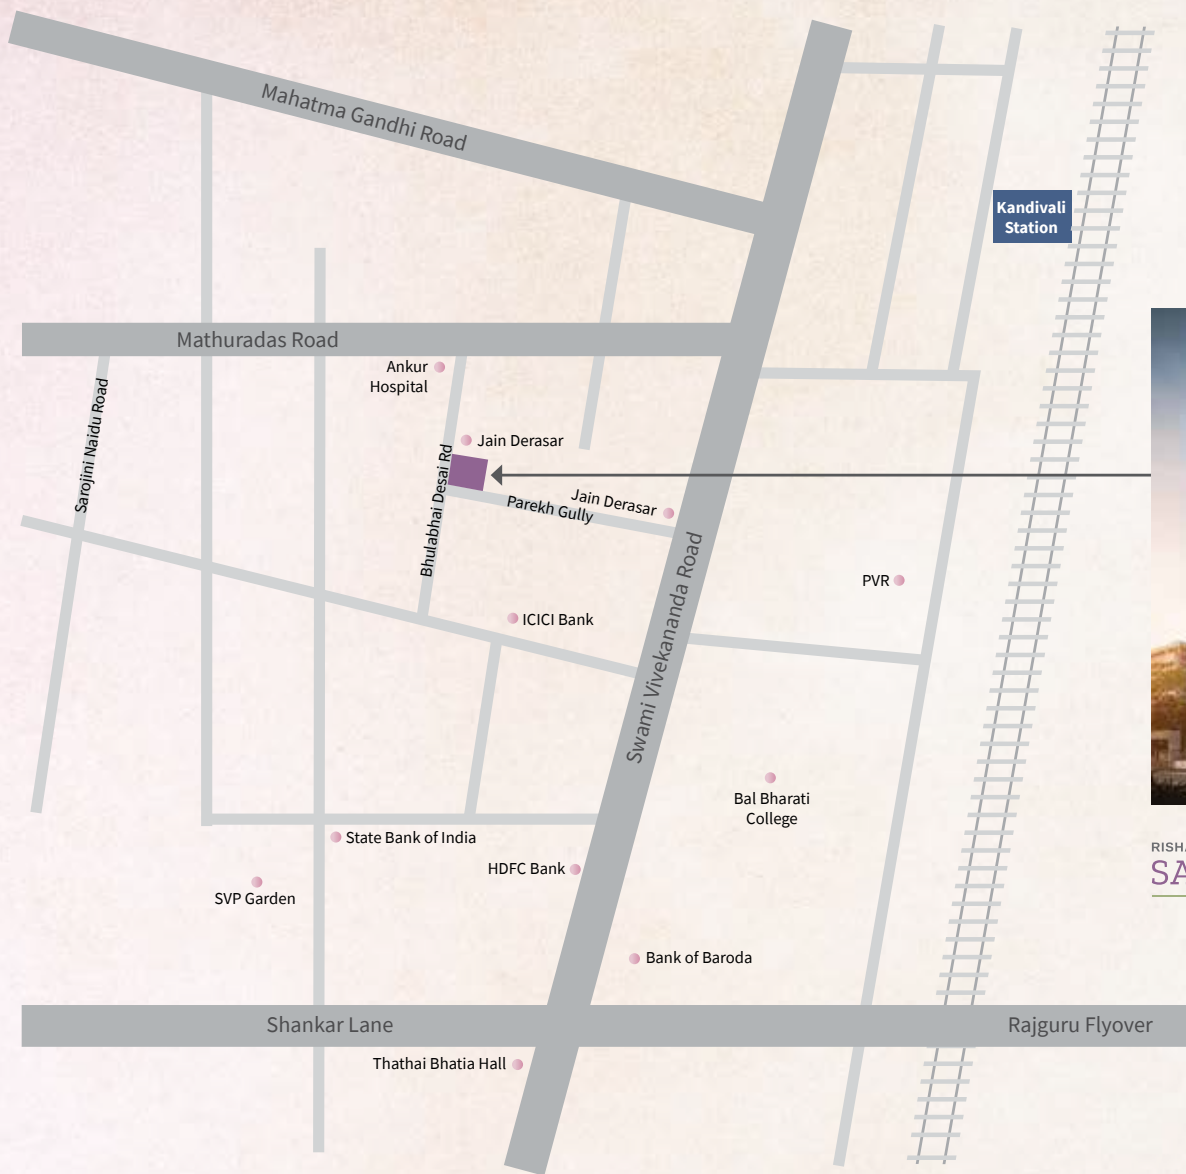 Mahatma Gandhi Road
Kandivali
Station
Mathuradas Road
Ankur
Hospital
Sarojini Naidu Road
Jain Derasar
Bhulabhai Desai Rd
Jain Derasar
Parekh Gully
Swami Vivekananda Road
PVR
ICICI Bank
Bal Bharati
College
State Bank of India
RISHA
SA
HDFC Bank
SVP Garden
Bank of Baroda
Shankar Lane
Rajguru Flyover
Thathai Bhatia Hall